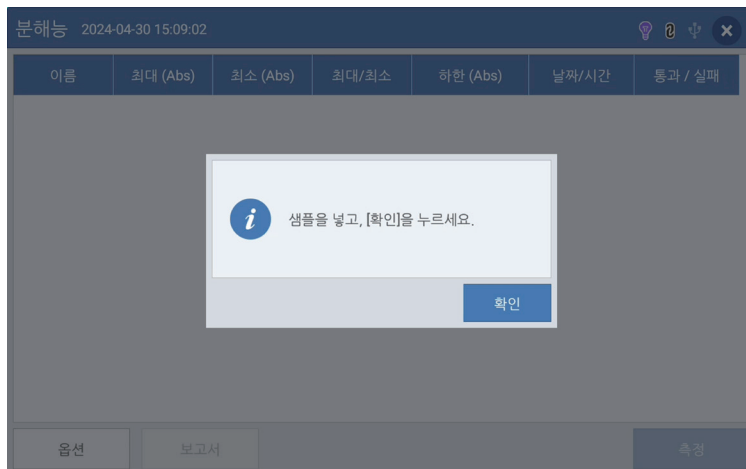 분해능 2024-04-30 15:09:02
이름 최대 (Abs) 최소 (Abs) 최대/최소 하한 (Abs) 날짜/시간 통과 / 실패
샘플을 넣고, [확인]을 누르세요.
확인
옵션 보고서 측정